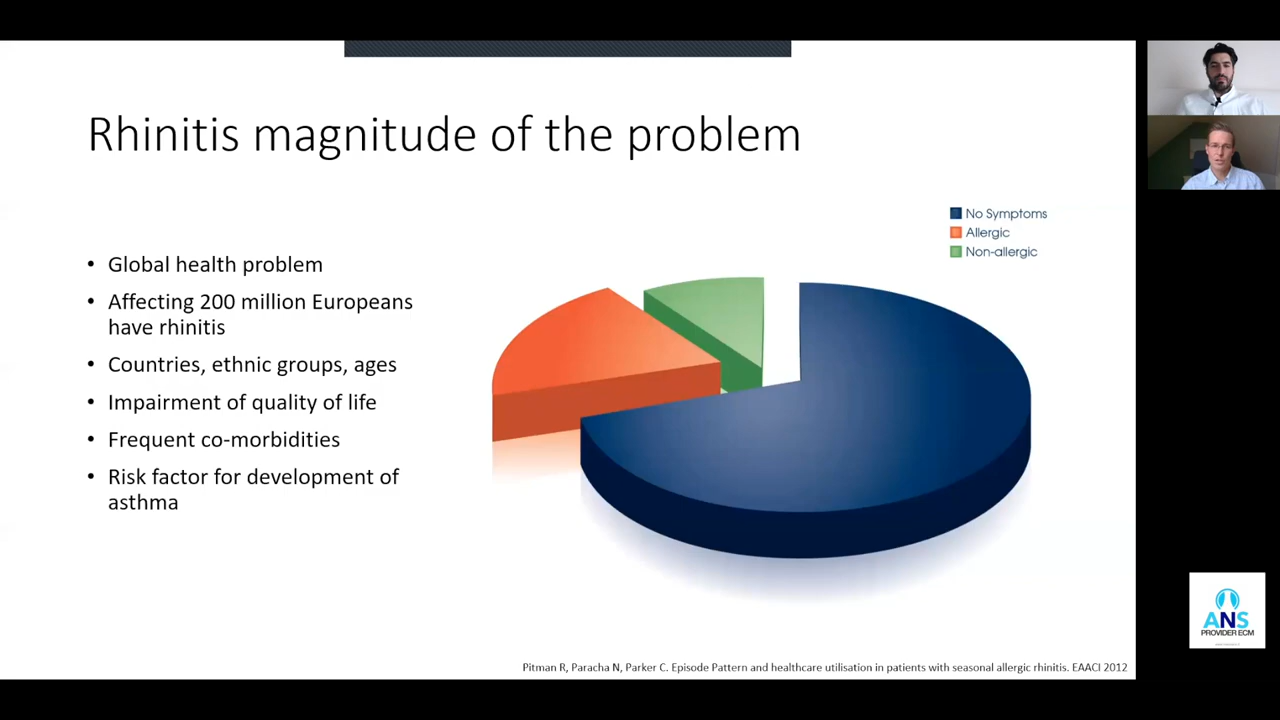 Rhinitis magnitude of the problem
No Symptoms
Allergic
Non-allergic
• Global health problem
• Affecting 200 million Europeans
have rhinitis
• Countries, ethnic groups, ages
• Impairment of quality of life
• Frequent co-morbidities
• Risk factor for development of
asthma
ANS
PROVIDER ECM
Pitman R, Paracha N, Parker C. Episode Pattern and healthcare utilisation in patients with seasonal allergic rhinitis. EAACI 2012